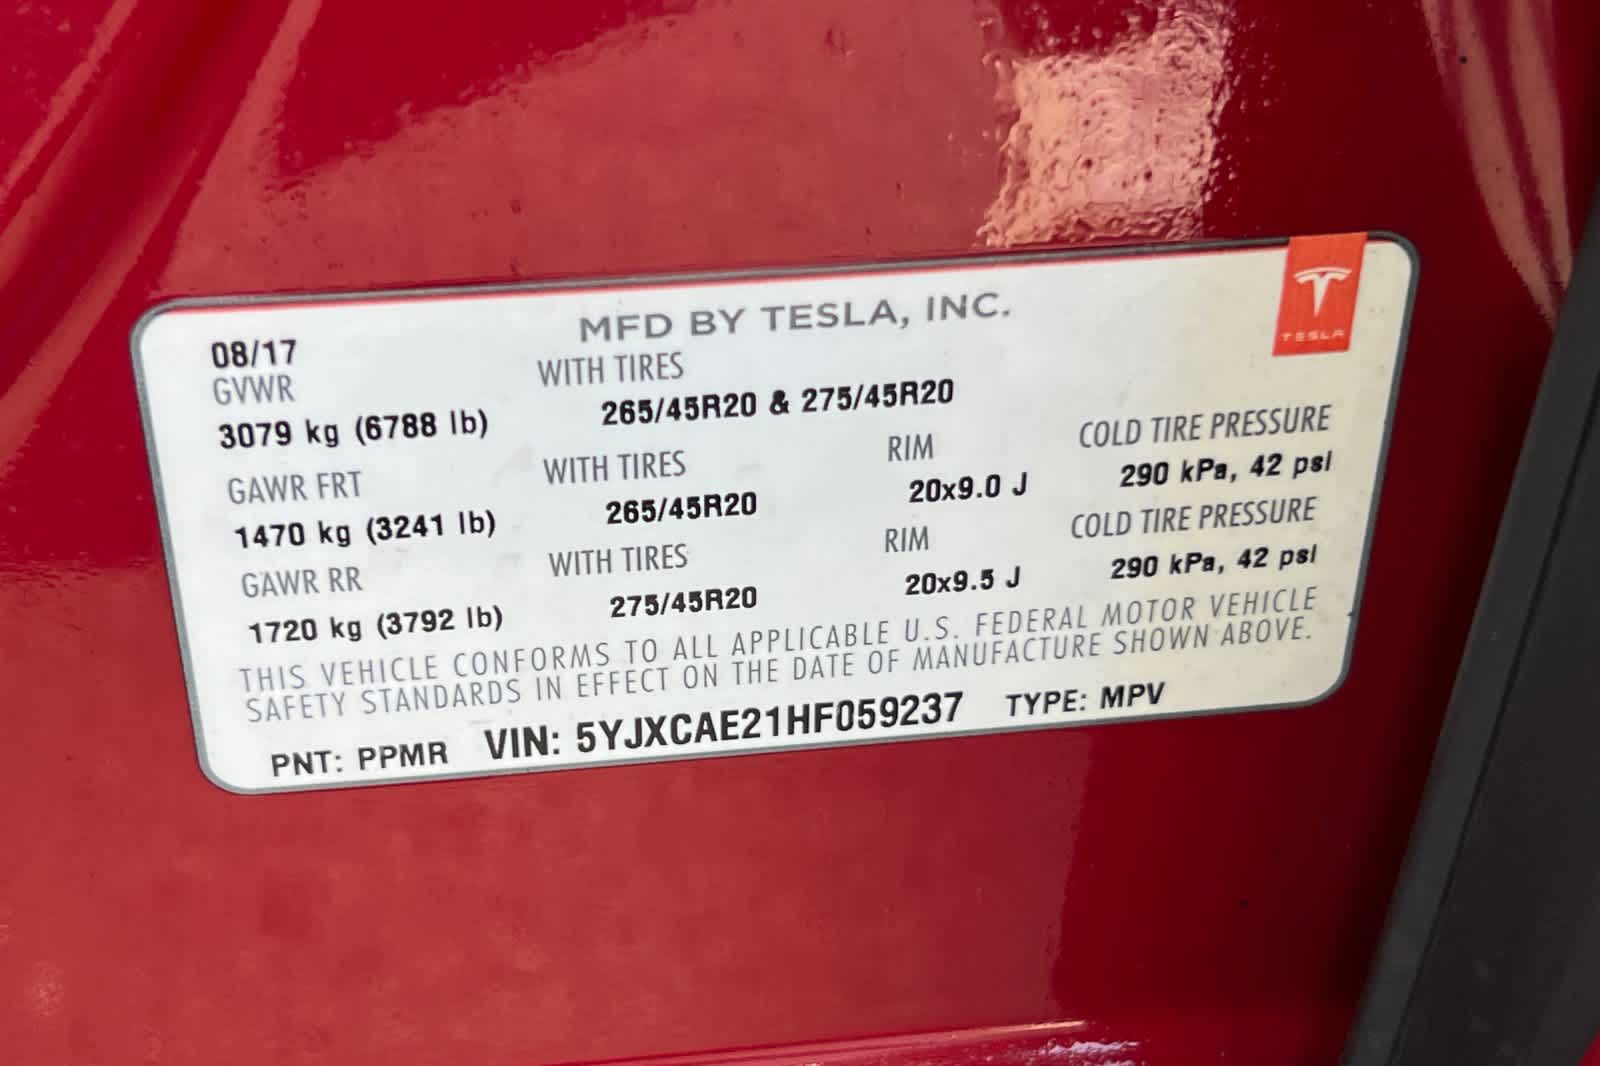 MFD BY TESLA, INC.
TESLA
08/17
GVWR
WITH TIRES
3079 kg (6788 lb)
265/45R20 & 275/45R20
GAWR FRT
WITH TIRES
RIM
COLD TIRE PRESSURE
1470 kg (3241 lb)
265/45R20
20x9.0 J
290 kPa, 42 psi
GAWR RR
WITH TIRES
RIM
COLD TIRE PRESSURE
1720 kg (3792 lb)
275/45R20
20x9.5 J
290 kPa, 42 psi
THIS VEHICLE CONFORMS TO ALL APPLICABLE U.S. FEDERAL MOTOR VEHICLE
SAFETY STANDARDS IN EFFECT ON THE DATE OF MANUFACTURE SHOWN ABOVE.
PNT: PPMR VIN: 5YJXCAE21HF059237 TYPE: MPV